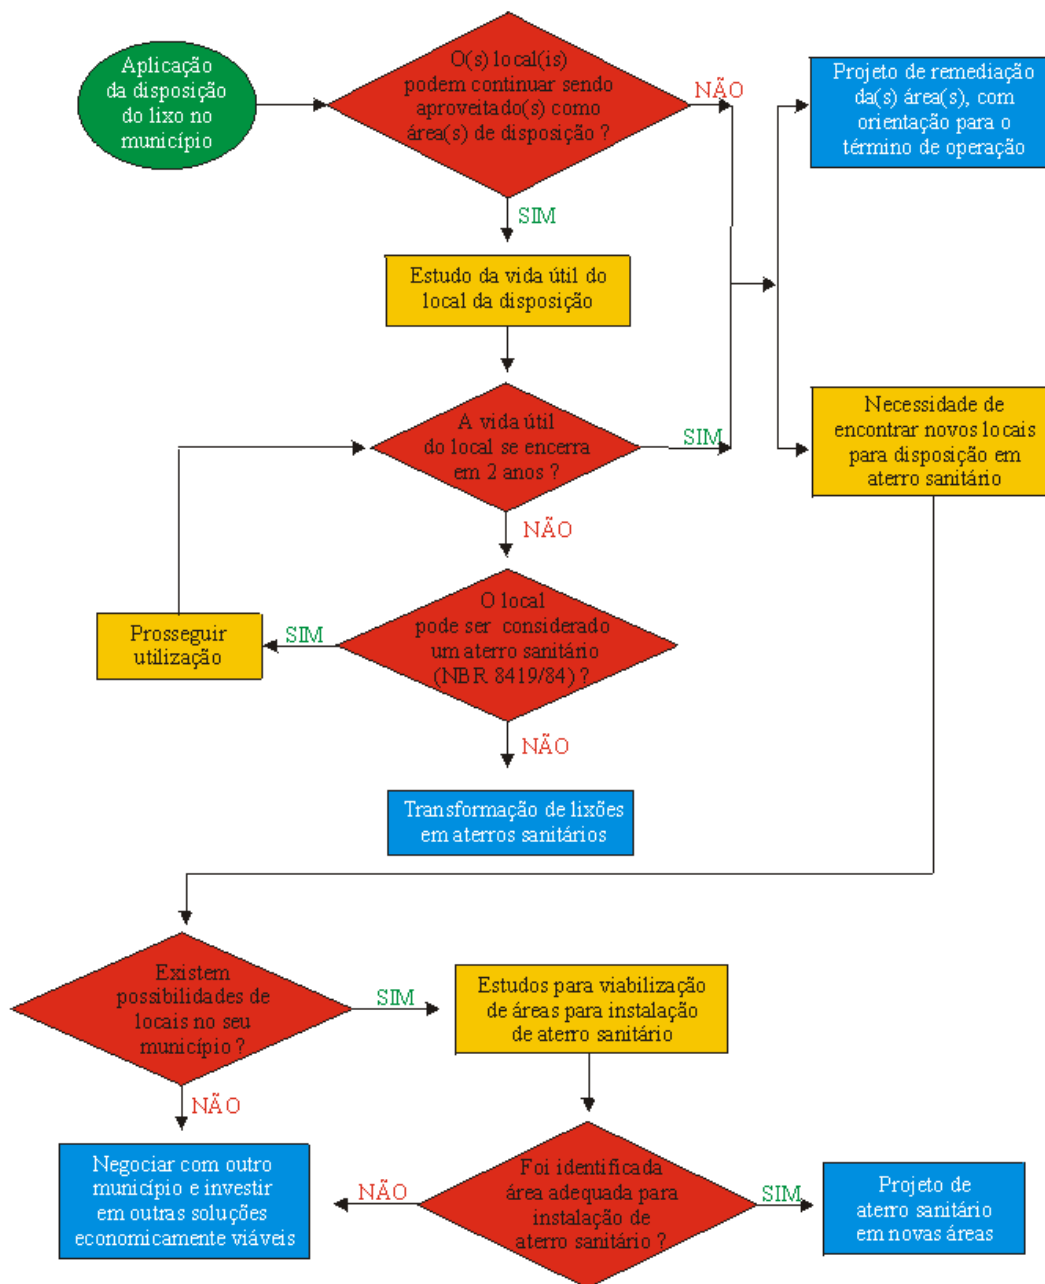 Aplicação
da disposição
do lixo no
município
O(s) local(is)
podem continuar sendo
aproveitado(s) como
área(s) de disposição ?
NÃO
Projeto de remediação
da(s) área(s), com
orientação para o
término de operação
SIM
Estudo da vida útil do
local da disposição
A vida útil
do local se encerra
em 2 anos ?
SIM
Necessidade de
encontrar novos locais
para disposição em
aterro sanitário
NÃO
O local
pode ser considerado
um aterro sanitário
(NBR 8419/84) ?
SIM
Prosseguir
utilização
NÃO
Transformação de lixões
em aterros sanitários
Existem
possibilidades de
locais no seu
município ?
SIM
Estudos para viabilização
de áreas para instalação
de aterro sanitário
NÃO
Negociar com outro
município e investir
em outras soluções
economicamente viáveis
Foi identificada
área adequada para
instalação de
aterro sanitário ?
NÃO
SIM
Projeto de
aterro sanitário
em novas áreas